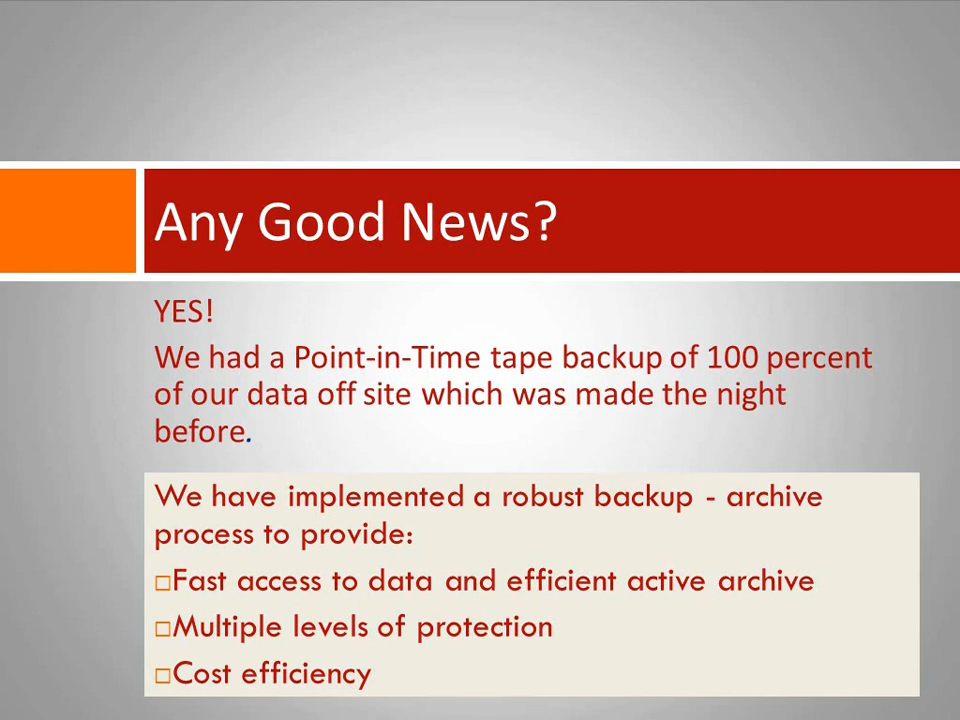 Any Good News?
YES!
We had a Point-in-Time tape backup of 100 percent
of our data off site which was made the night
before.
We have implemented a robust backup - archive
process to provide:
□Fast access to data and efficient active archive
□Multiple levels of protection
□Cost efficiency